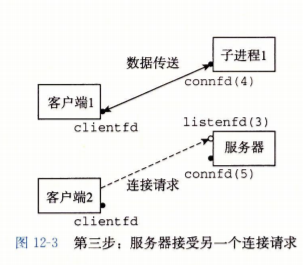 数据传送
子进程1
connfd(4)
客户端1
clientfd
listenfd(3)
服务器
connfd(5)
连接请求
客户端2
clientfd
图 12-3 第三步：服务器接受另一个连接请求